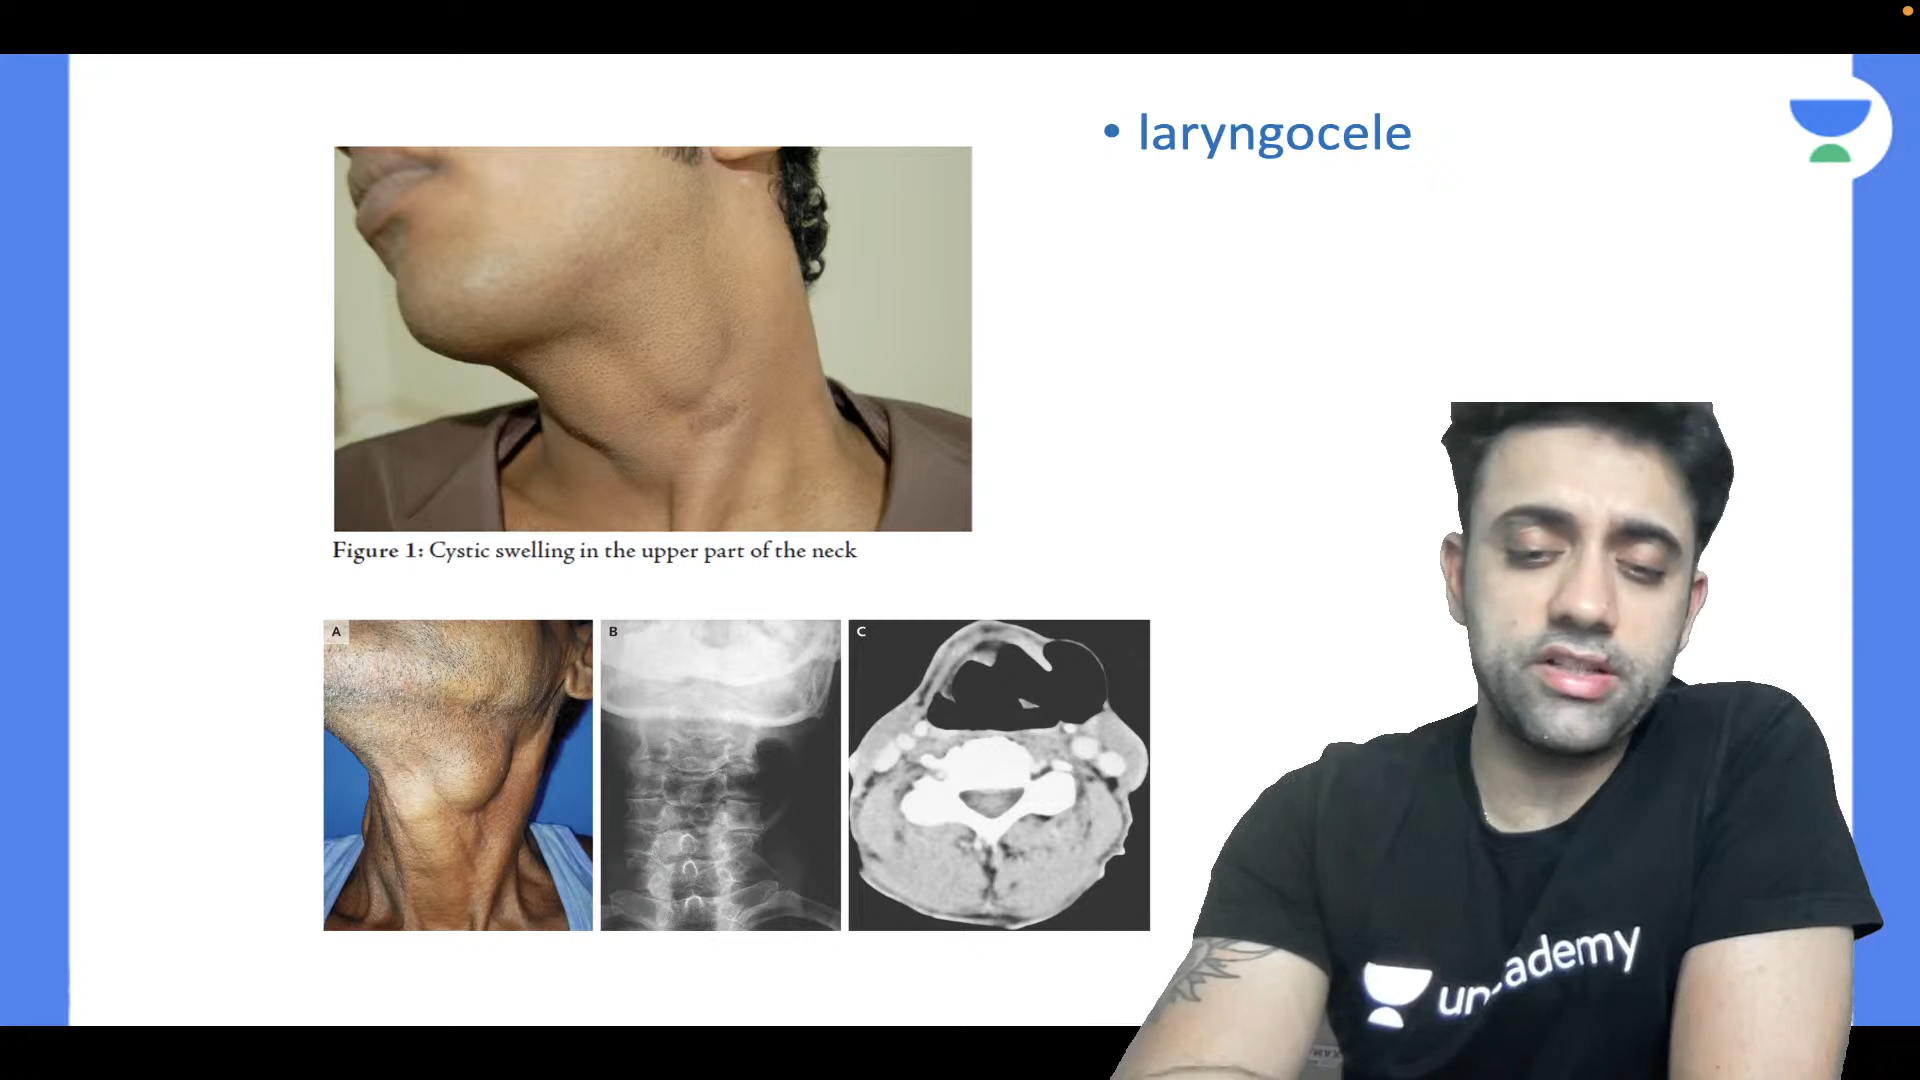 • laryngocele
Figure 1: Cystic swelling in the upper part of the neck
A
B
C
unacademy